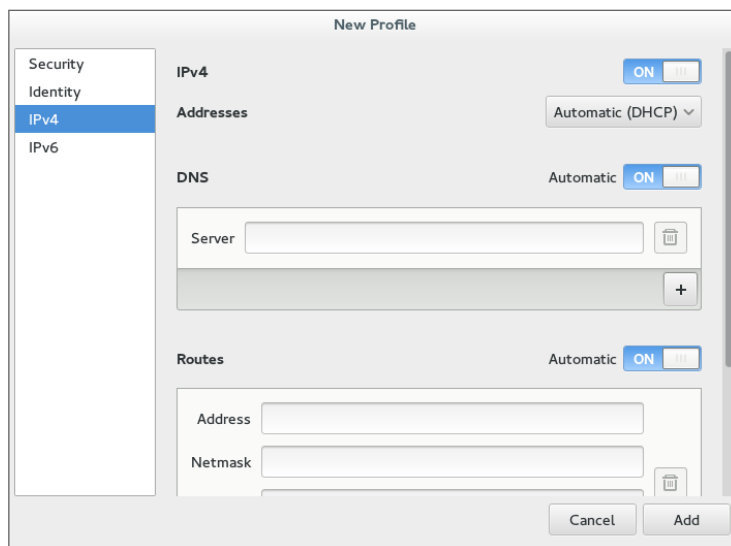 New Profile
Security
Identity
IPv4
IPv6
IPv4 ON
Addresses Automatic (DHCP)
DNS Automatic ON
Server
+
Routes Automatic ON
Address
Netmask
Cancel Add